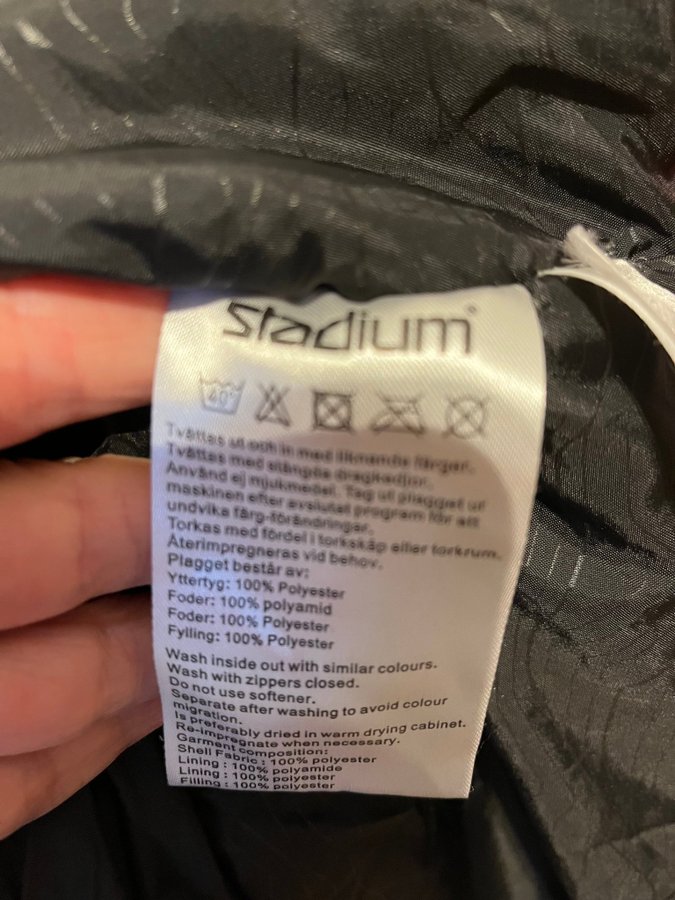 Stadium
40°
Tvättas ut och in med liknande färger.
Tvättas med stängda dragkedjor.
Använd ej mjukmedel. Tag ut plagget ur
maskinen efter avslutat program för att
undvika färg-förändringar.
Torkas med fördel i torkskåp eller torkrum.
Återimpregneras vid behov.
Plagget består av:
Yttertyg: 100% Polyester
Foder: 100% polyamid
Foder: 100% Polyester
Fylling: 100% Polyester
Wash inside out with similar colours.
Wash with zippers closed.
Do not use softener.
Separate after washing to avoid colour
migration.
Is preferably dried in warm drying cabinet.
Re-impregnate when necessary.
Garment composition:
Shell Fabric : 100% polyester
Lining : 100% polyamide
Lining : 100% polyester
Filling : 100% polyester